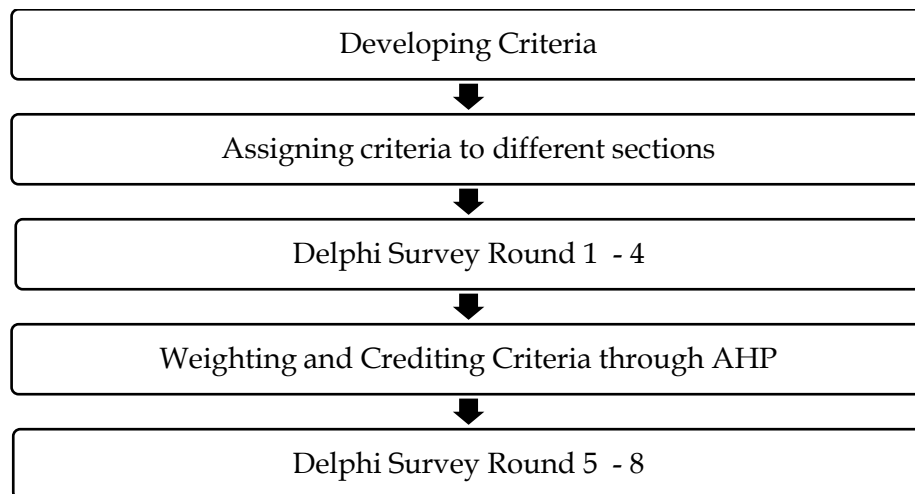 Developing Criteria
Assigning criteria to different sections
Delphi Survey Round 1 - 4
Weighting and Crediting Criteria through AHP
Delphi Survey Round 5 - 8